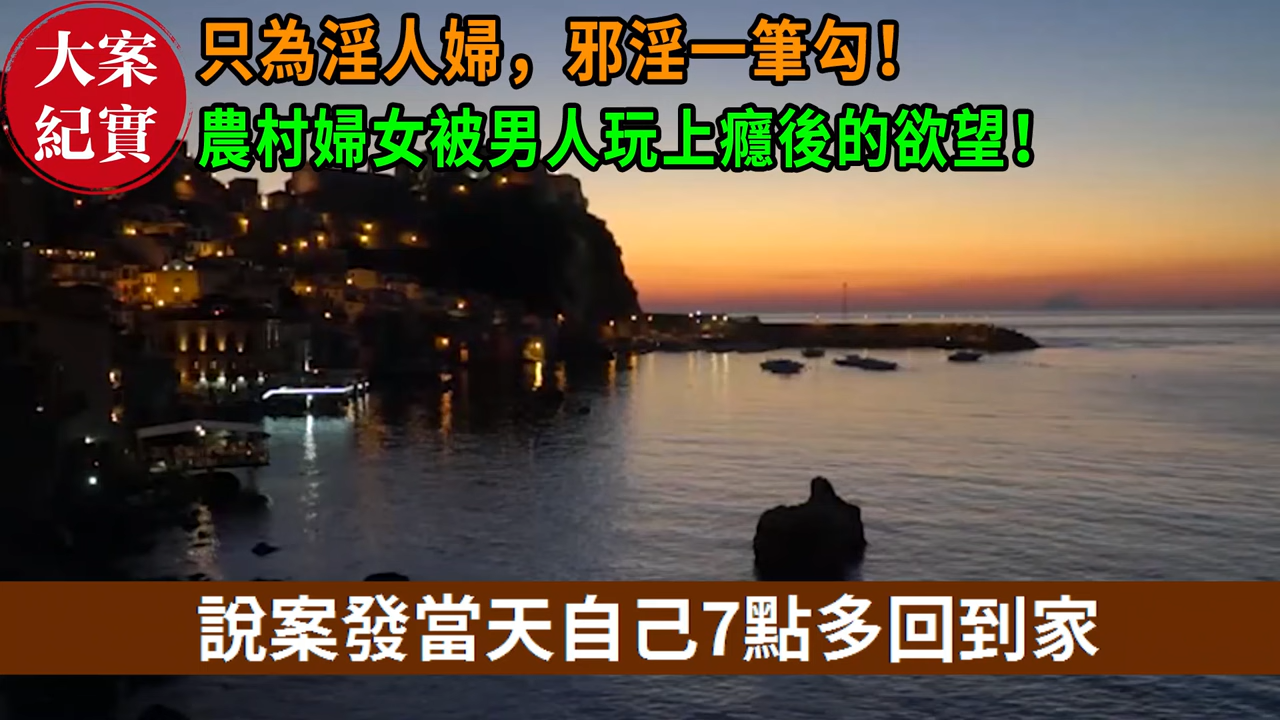 大案
紀實
只為淫人婦，邪淫一筆勾！
農村婦女被男人玩上癮後的欲望！
說案發當天自己7點多回到家